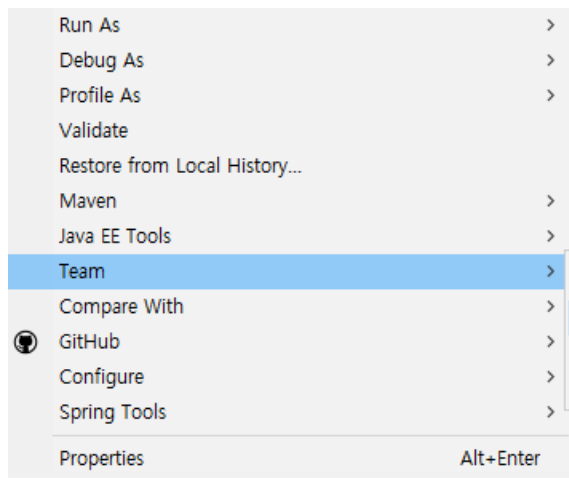 Run As
Debug As
Profile As
Validate
Restore from Local History...
Maven
Java EE Tools
Team
Compare With
GitHub
Configure
Spring Tools
Properties Alt+Enter